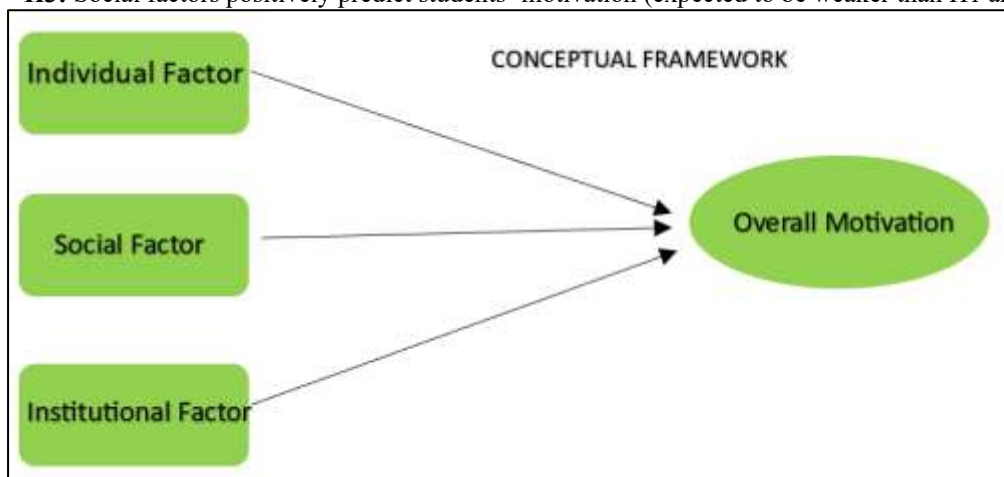 H3: Social factors positively predict students' motivation (expected to be weaker than H1
CONCEPTUAL FRAMEWORK
Individual Factor
Social Factor
Overall Motivation
Institutional Factor